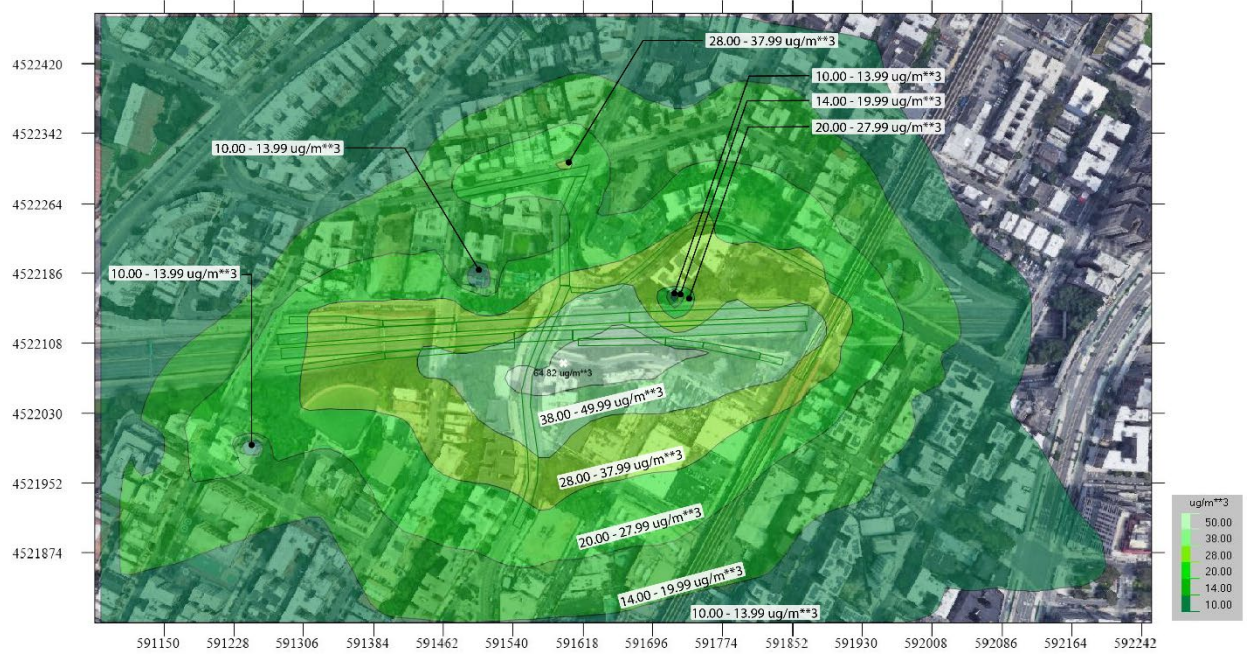 28.00 - 37.99 ug/m**3
4522420
10.00 - 13.99 ug/m**3
14.00 - 19.99 ug/m**3
4522342
20.00 - 27.99 ug/m**3
10.00 - 13.99 ug/m**3
4522264
4522186
10.00 - 13.99 ug/m**3
4522108
64.82 ug/m**3
38.00 - 49.99 ug/m**3
4522030
28.00 - 37.99 ug/m**3
4521952
20.00 - 27.99 ug/m**3
4521874
14.00 - 19.99 ug/m**3
10.00 - 13.99 ug/m**3
591150 591228 591306 591384 591462 591540 591618 591696 591774 591852 591930 592008 592086 592164 592242
ug/m**3
50.00
38.00
28.00
20.00
14.00
10.00